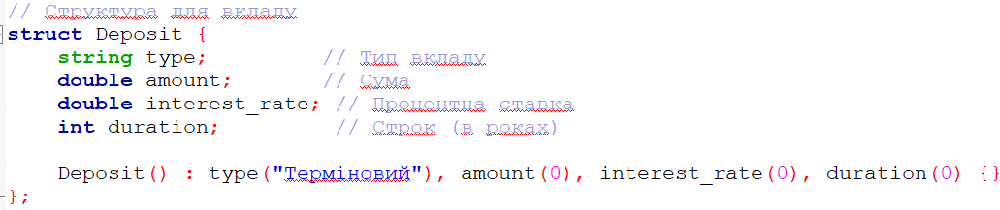 // Структура для вкладу
struct Deposit {
string type; // Тип вкладу
double amount; // Сума
double interest_rate; // Процентна ставка
int duration; // Строк (в роках)
Deposit() : type("Терміновий"), amount(0), interest_rate(0), duration(0) {}
};